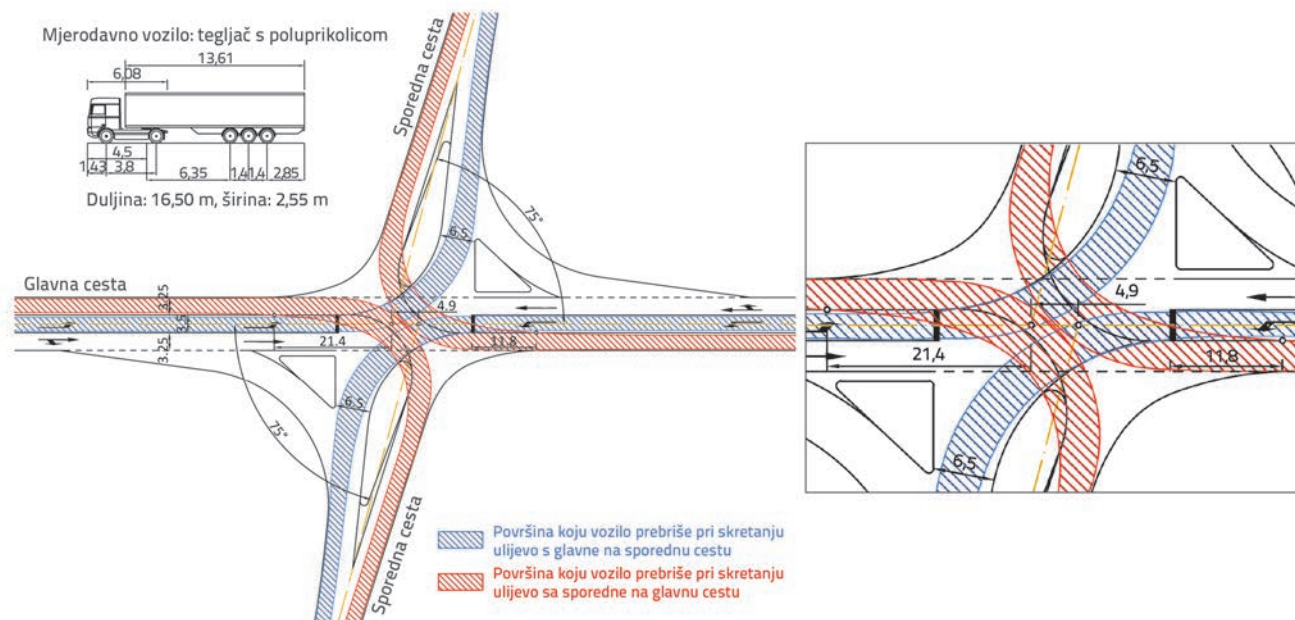 Mjerodavno vozilo: tegljač s poluprikolicom
13,61
6,08
4,5
1,43
3,8
6,35
1,4
1,4
2,85
Duljina: 16,50 m, širina: 2,55 m
Sporedna cesta
75°
6,5
Glavna cesta
3,25
3,5
3,25
4,9
21,4
11,8
6,5
75°
Sporedna cesta
6,5
4,9
21,4
11,8
6,5
Površina koju vozilo prebriše pri skretanju
ulijevo s glavne na sporednu cestu
Površina koju vozilo prebriše pri skretanju
ulijevo sa sporedne na glavnu cestu